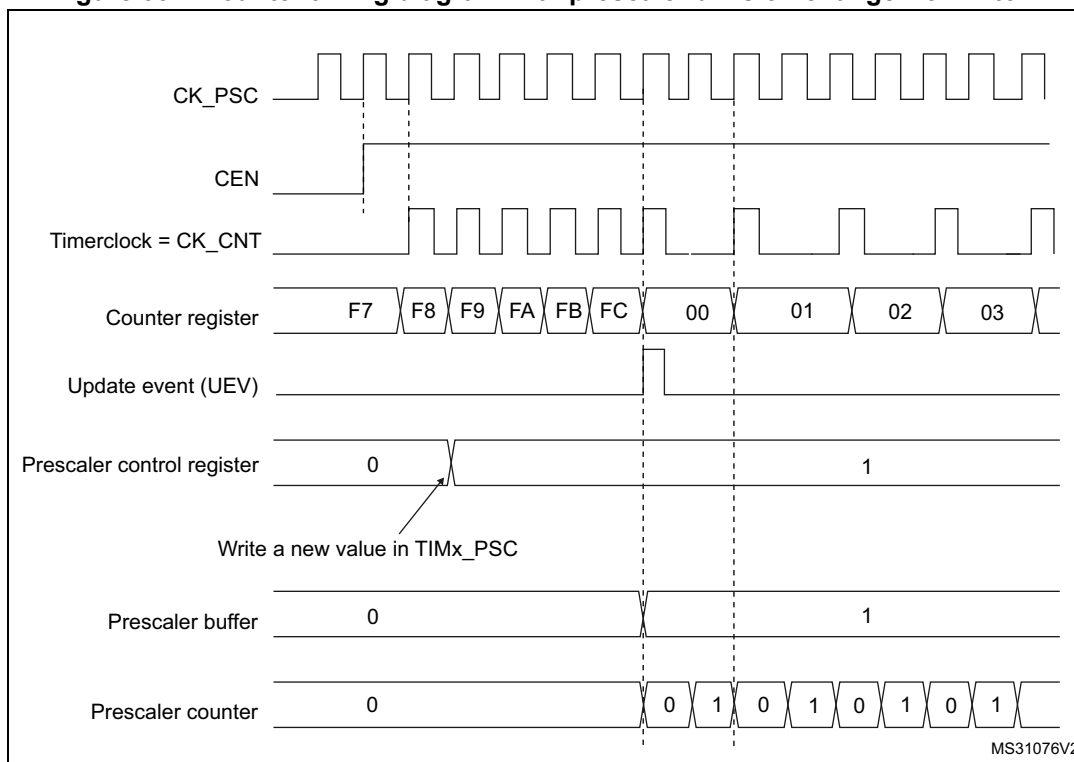 CK_PSC
CEN
Timerclock = CK_CNT
Counter register F7 F8 F9 FA FB FC 00 01 02 03
Update event (UEV)
Prescaler control register 0 1
Write a new value in TIMx_PSC
Prescaler buffer 0 1
Prescaler counter 0 0 1 0 1 0 1 0 1
MS31076V2